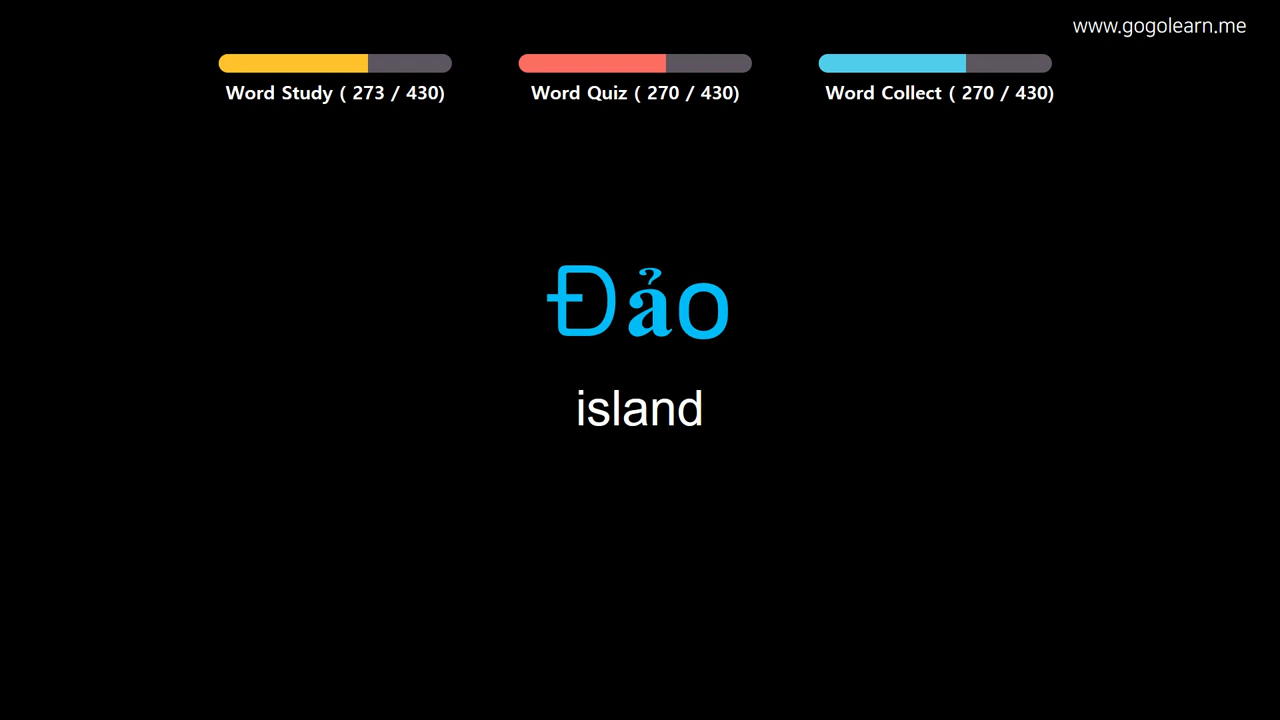 www.gogolearn.me
Word Study ( 273 / 430)
Word Quiz ( 270 / 430)
Word Collect ( 270 / 430)
Đảo
island